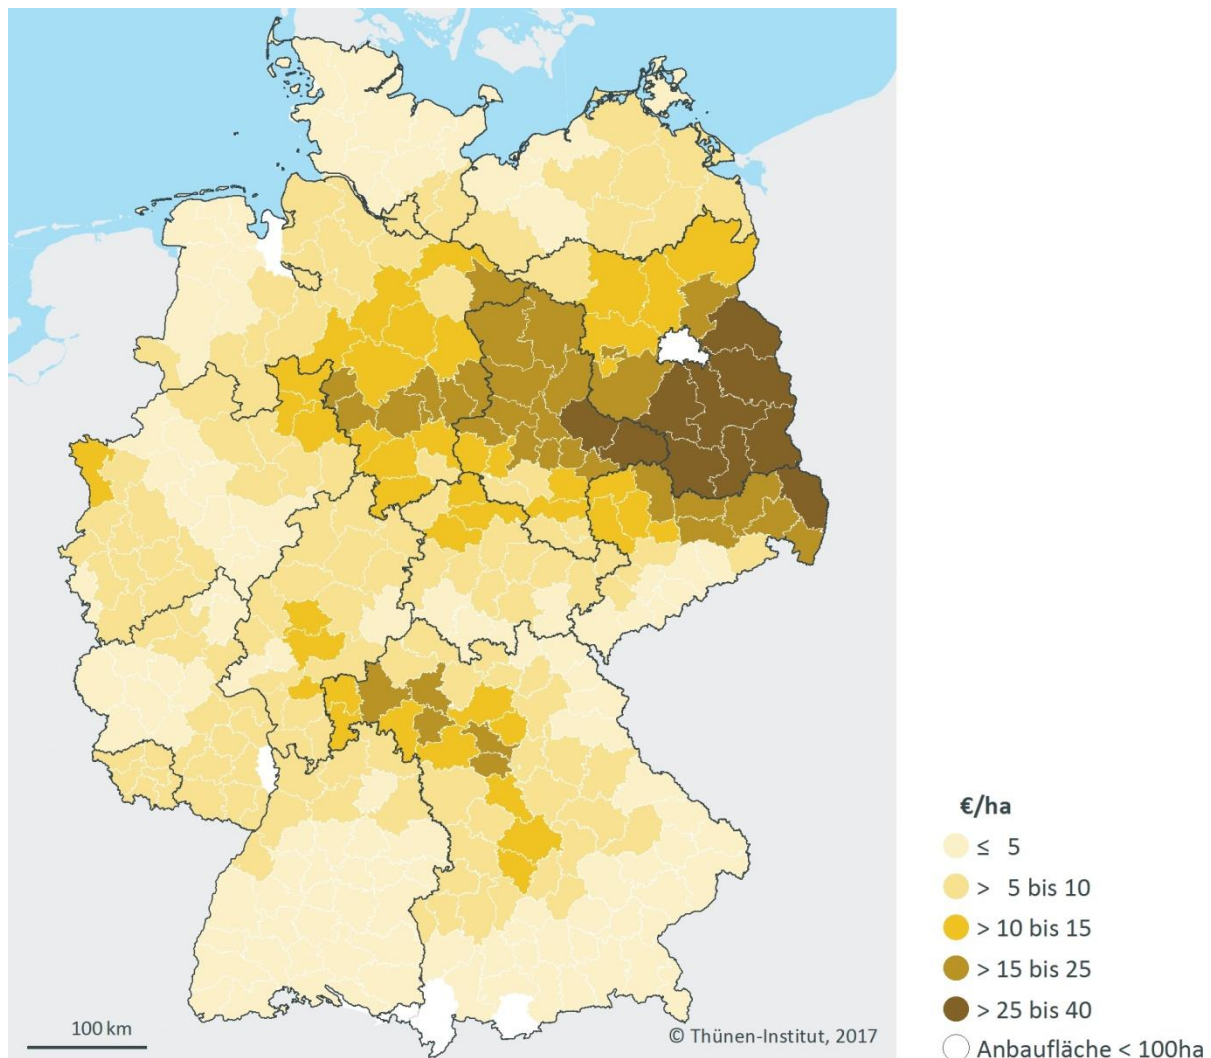 €/ha
≤ 5
> 5 bis 10
> 10 bis 15
> 15 bis 25
> 25 bis 40
Anbaufläche < 100ha
100 km
© Thünen-Institut, 2017